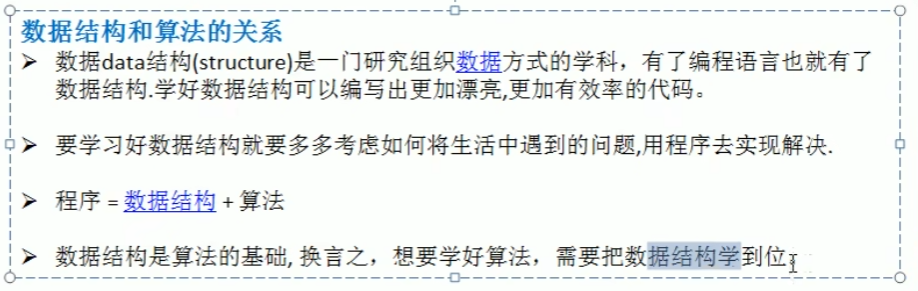 数据结构和算法的关系
➢ 数据data结构(structure)是一门研究组织数据方式的学科，有了编程语言也就有了
数据结构.学好数据结构可以编写出更加漂亮,更加有效率的代码。
➢ 要学习好数据结构就要多多考虑如何将生活中遇到的问题,用程序去实现解决.
➢ 程序 = 数据结构 + 算法
➢ 数据结构是算法的基础, 换言之，想要学好算法，需要把数据结构学到位。